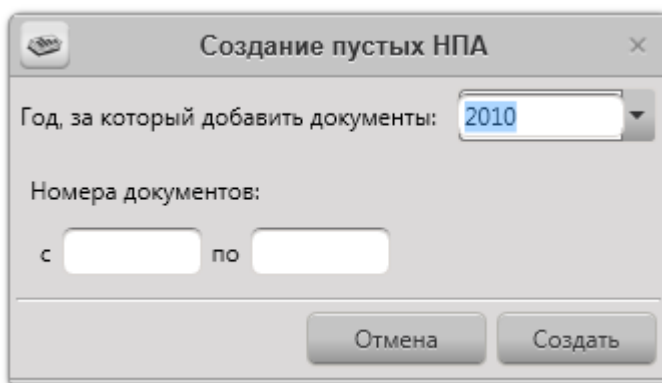 Создание пустых НПА
Год, за который добавить документы: 2010
Номера документов:
с по
Отмена Создать